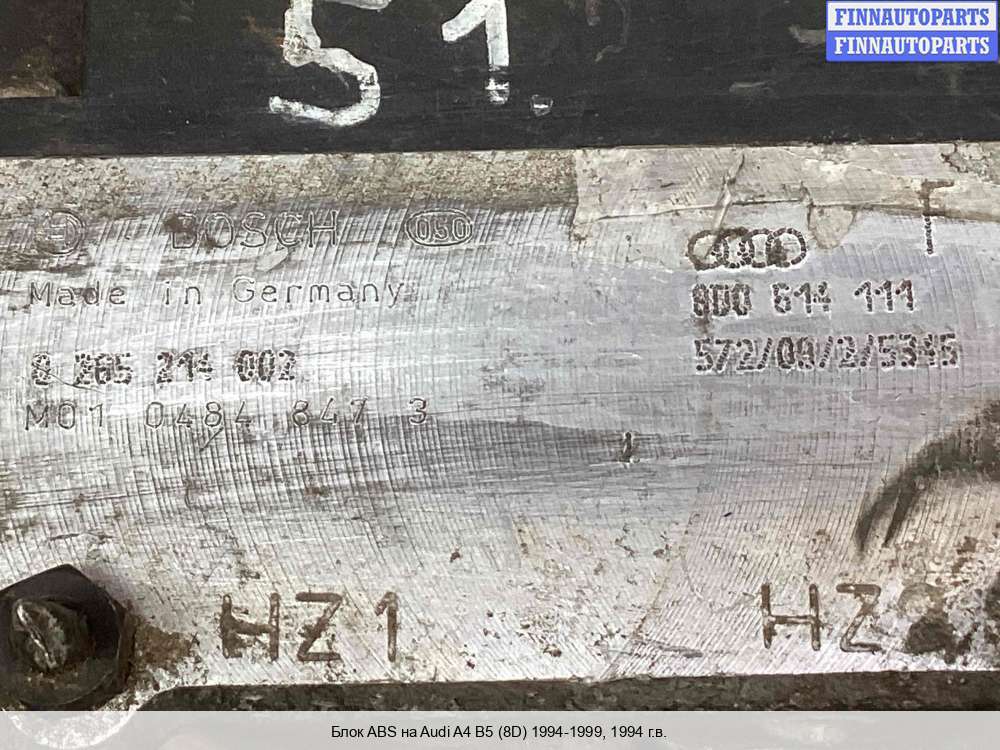 FINNAUTOPARTS
FINNAUTOPARTS
51.
BOSCH 050
Made in Germany
8D0 614 111
0 265 214 002
572/09/2/5345
M01 0484 847 3
HZ1 HZ
Блок ABS на Audi A4 B5 (8D) 1994-1999, 1994 г.в.